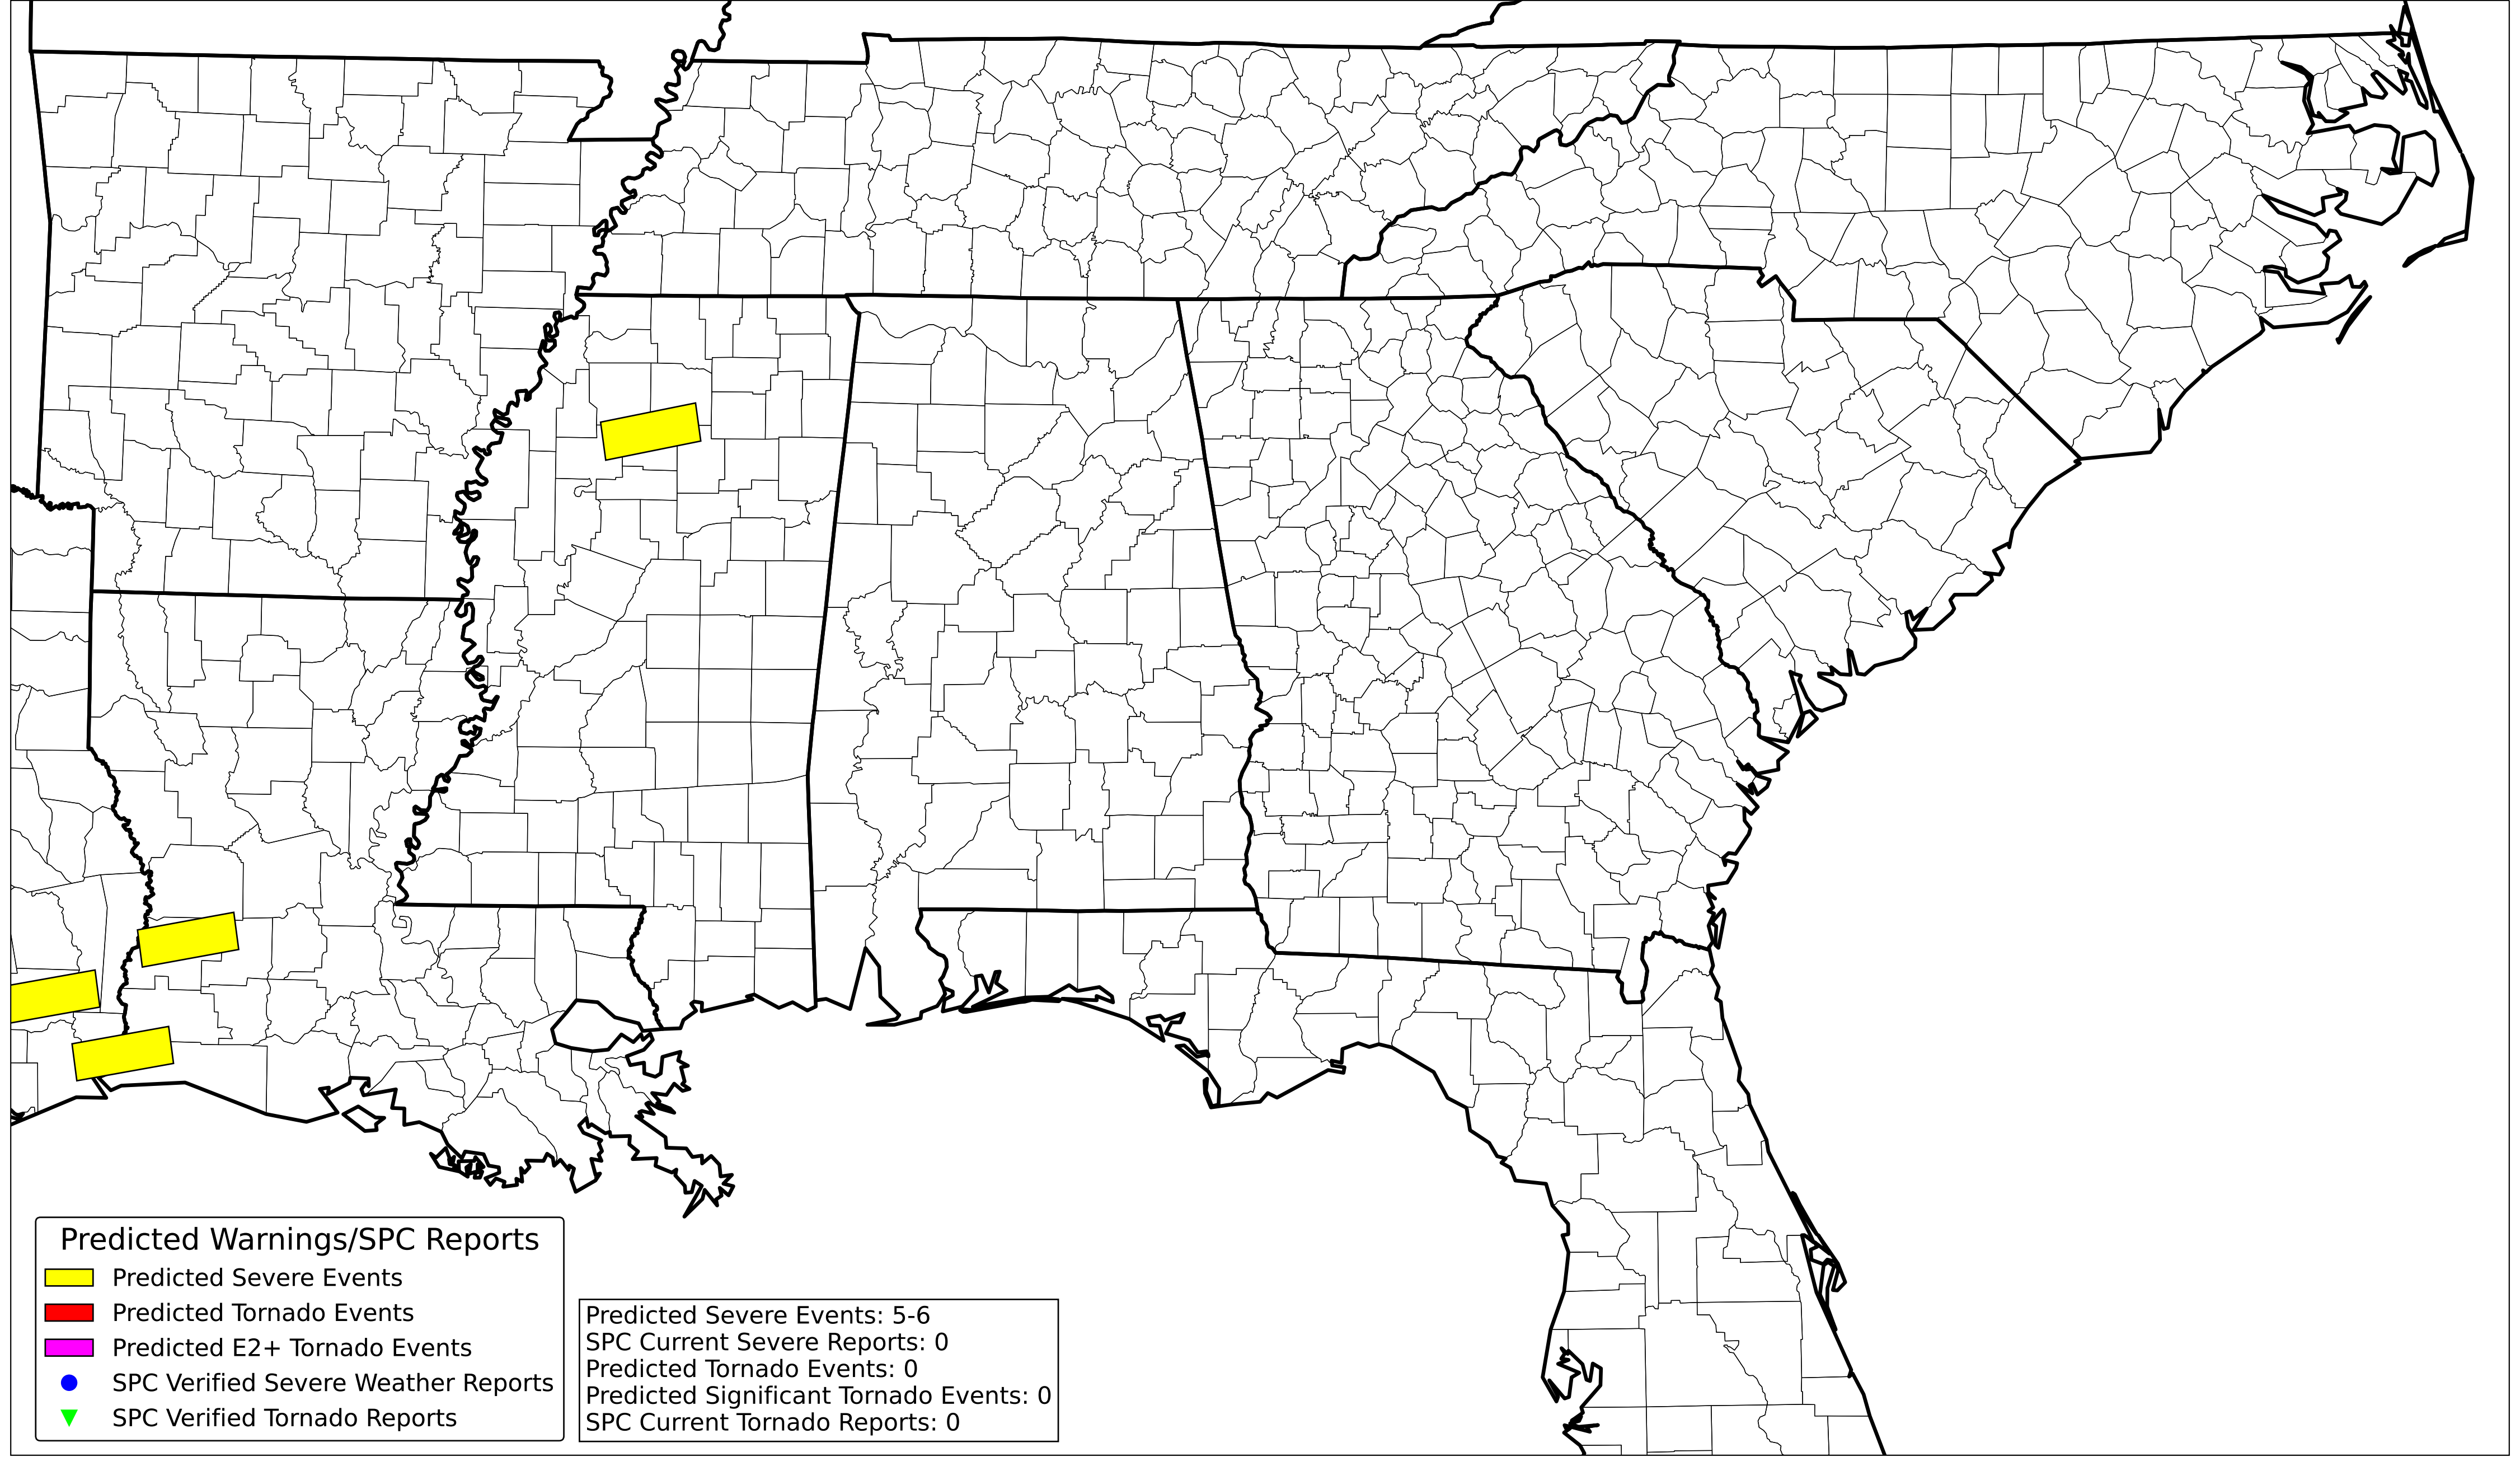 Predicted Warnings/SPC Reports
Predicted Severe Events
Predicted Tornado Events
Predicted E2+ Tornado Events
SPC Verified Severe Weather Reports
SPC Verified Tornado Reports
Predicted Severe Events: 5-6
SPC Current Severe Reports: 0
Predicted Tornado Events: 0
Predicted Significant Tornado Events: 0
SPC Current Tornado Reports: 0